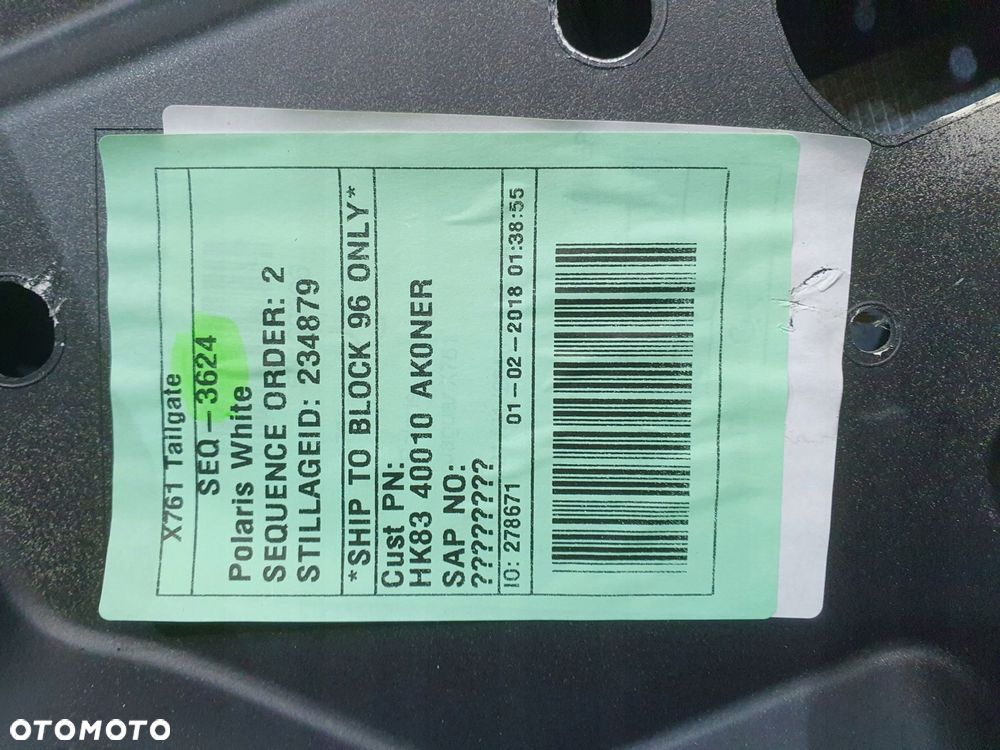 X761 Tailgate
SEQ-3624
Polaris White
SEQUENCE ORDER: 2
STILLAGEID: 234879
*SHIP TO BLOCK 96 ONLY*
Cust PN:
HK83 40010 AKONER
SAP NO:
????????
IO: 278671 01-02-2018 01:38:55
OTOMOTO